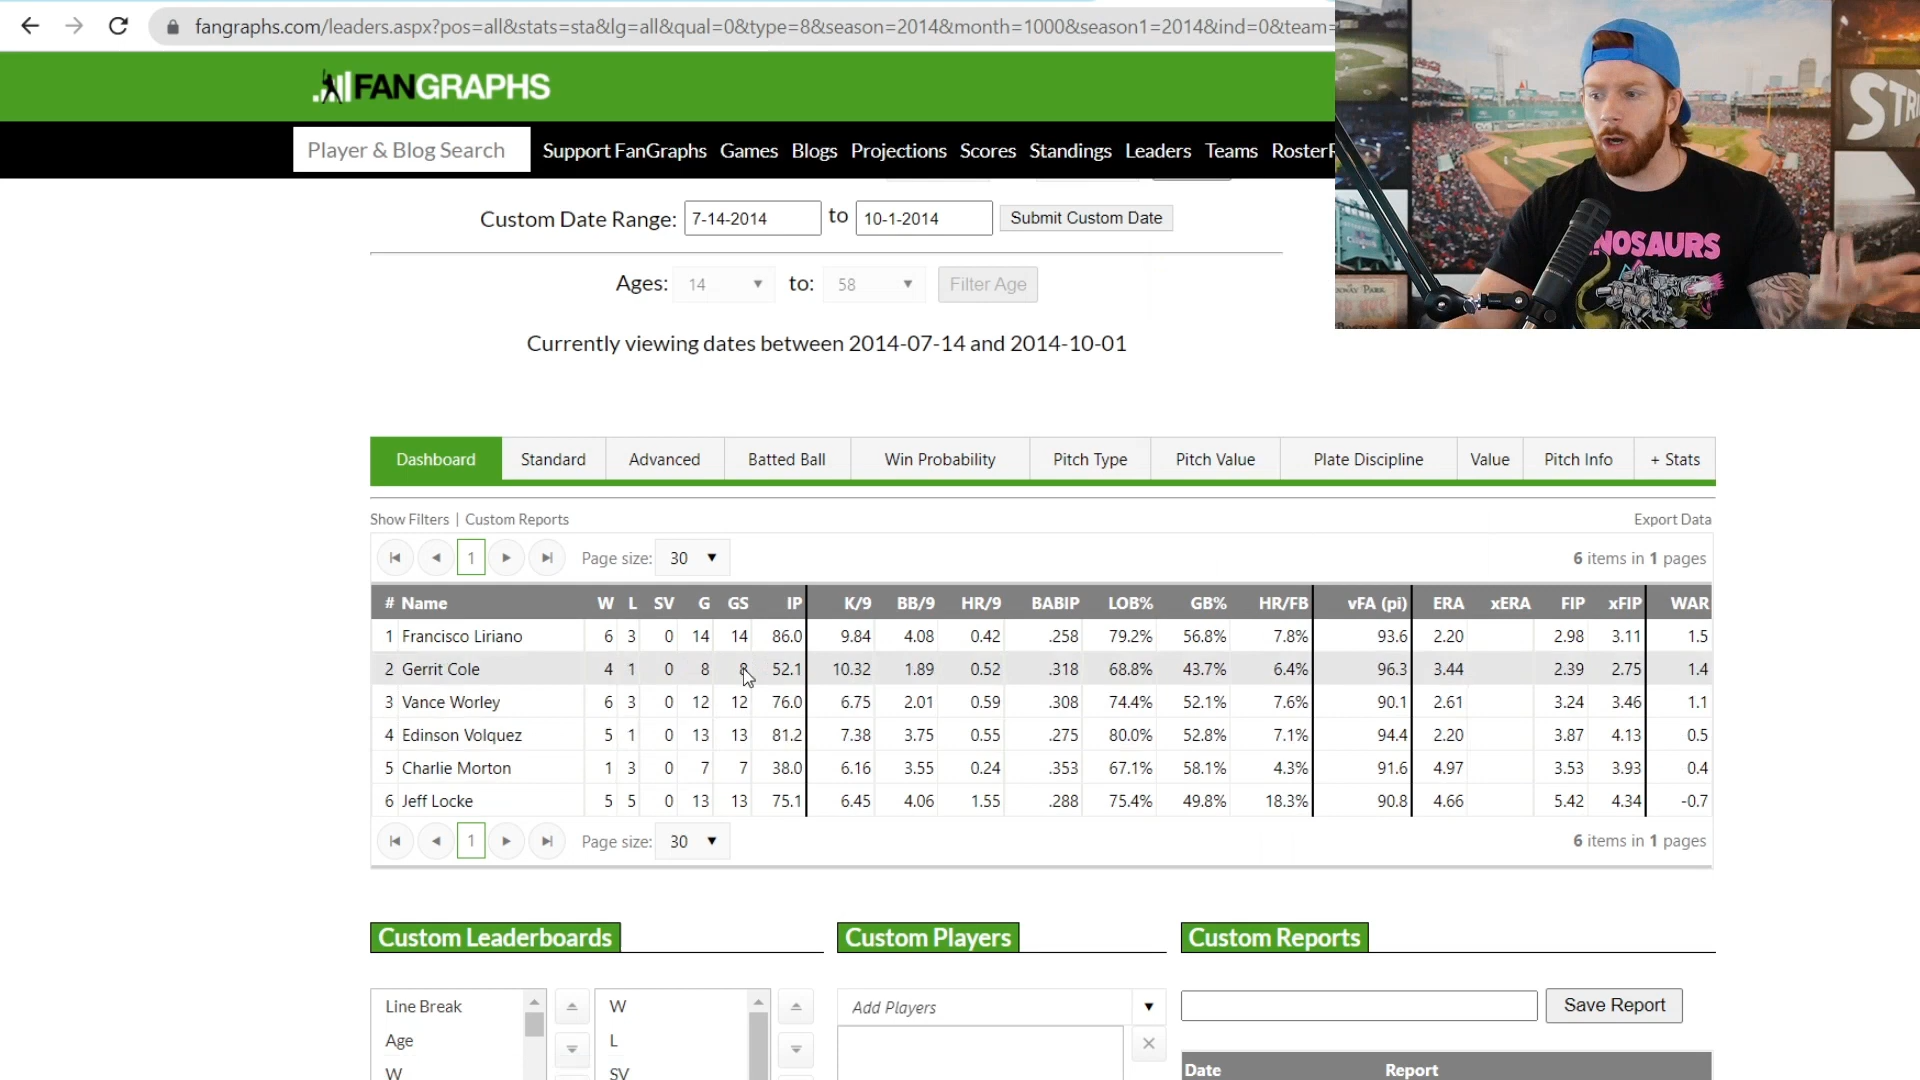 fangraphs.com/leaders.aspx?pos=all&stats=sta&lg=all&qual=0&type=8&season=2014&month=1000&season1=2014&ind=0&team=
FANGRAPHS
Player & Blog Search Support FanGraphs Games Blogs Projections Scores Standings Leaders Teams RosterR
STR
NOSAURS
Custom Date Range: 7-14-2014 to 10-1-2014 Submit Custom Date
Ages: 14 to: 58 Filter Age
Currently viewing dates between 2014-07-14 and 2014-10-01
Dashboard Standard Advanced Batted Ball Win Probability Pitch Type Pitch Value Plate Discipline Value Pitch Info + Stats
Show Filters | Custom Reports Export Data
1 Page size: 30 6 items in 1 pages
# Name W L SV G GS IP K/9 BB/9 HR/9 BABIP LOB% GB% HR/FB vFA (pi) ERA xERA FIP xFIP WAR
1 Francisco Liriano 6 3 0 14 14 86.0 9.84 4.08 0.42 .258 79.2% 56.8% 7.8% 93.6 2.20 2.98 3.11 1.5
2 Gerrit Cole 4 1 0 8 8 52.1 10.32 1.89 0.52 .318 68.8% 43.7% 6.4% 96.3 3.44 2.39 2.75 1.4
3 Vance Worley 6 3 0 12 12 76.0 6.75 2.01 0.59 .308 74.4% 52.1% 7.6% 90.1 2.61 3.24 3.46 1.1
4 Edinson Volquez 5 1 0 13 13 81.2 7.38 3.75 0.55 .275 80.0% 52.8% 7.1% 94.4 2.20 3.87 4.13 0.5
5 Charlie Morton 1 3 0 7 7 38.0 6.16 3.55 0.24 .353 67.1% 58.1% 4.3% 91.6 4.97 3.53 3.93 0.4
6 Jeff Locke 5 5 0 13 13 75.1 6.45 4.06 1.55 .288 75.4% 49.8% 18.3% 90.8 4.66 5.42 4.34 -0.7
1 Page size: 30 6 items in 1 pages
Custom Leaderboards Custom Players Custom Reports
Line Break W Add Players Save Report
Age L
W SV Date Report